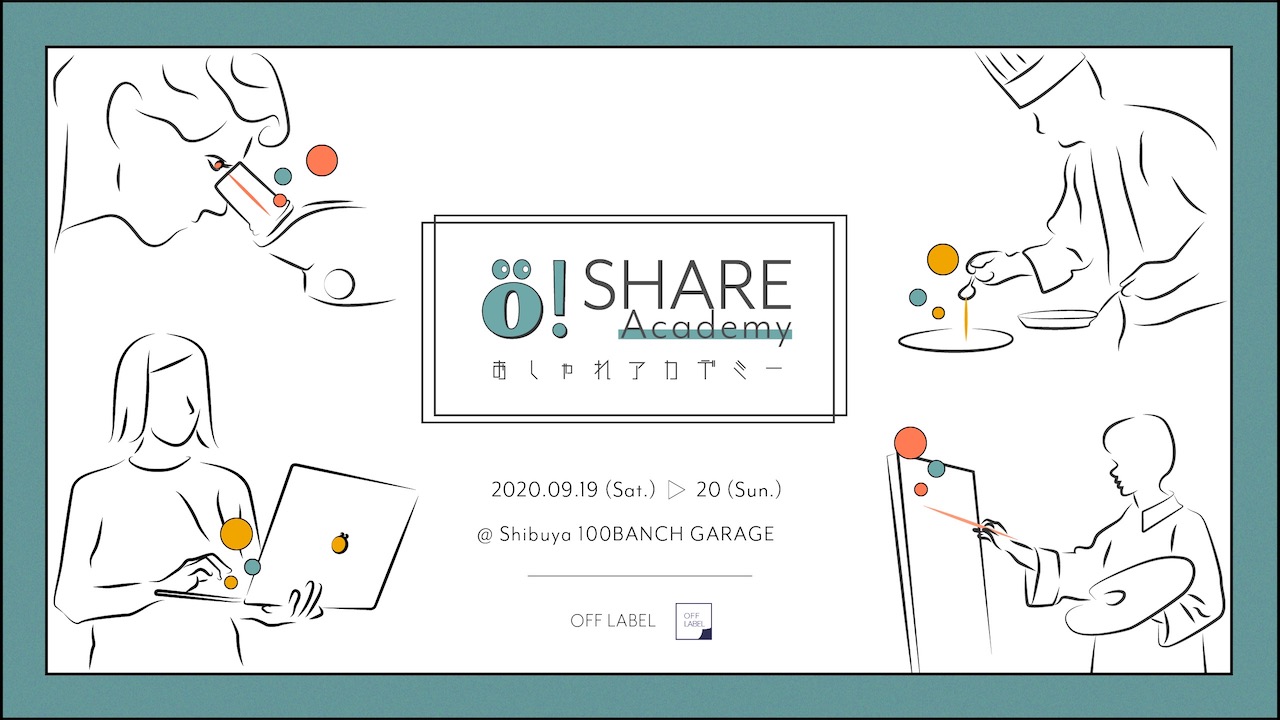 ö! SHARE
Academy
おしゃれアカデミー
2020.09.19 (Sat.) ▷ 20 (Sun.)
@ Shibuya 100BANCH GARAGE
OFF LABEL
OFF
LABEL